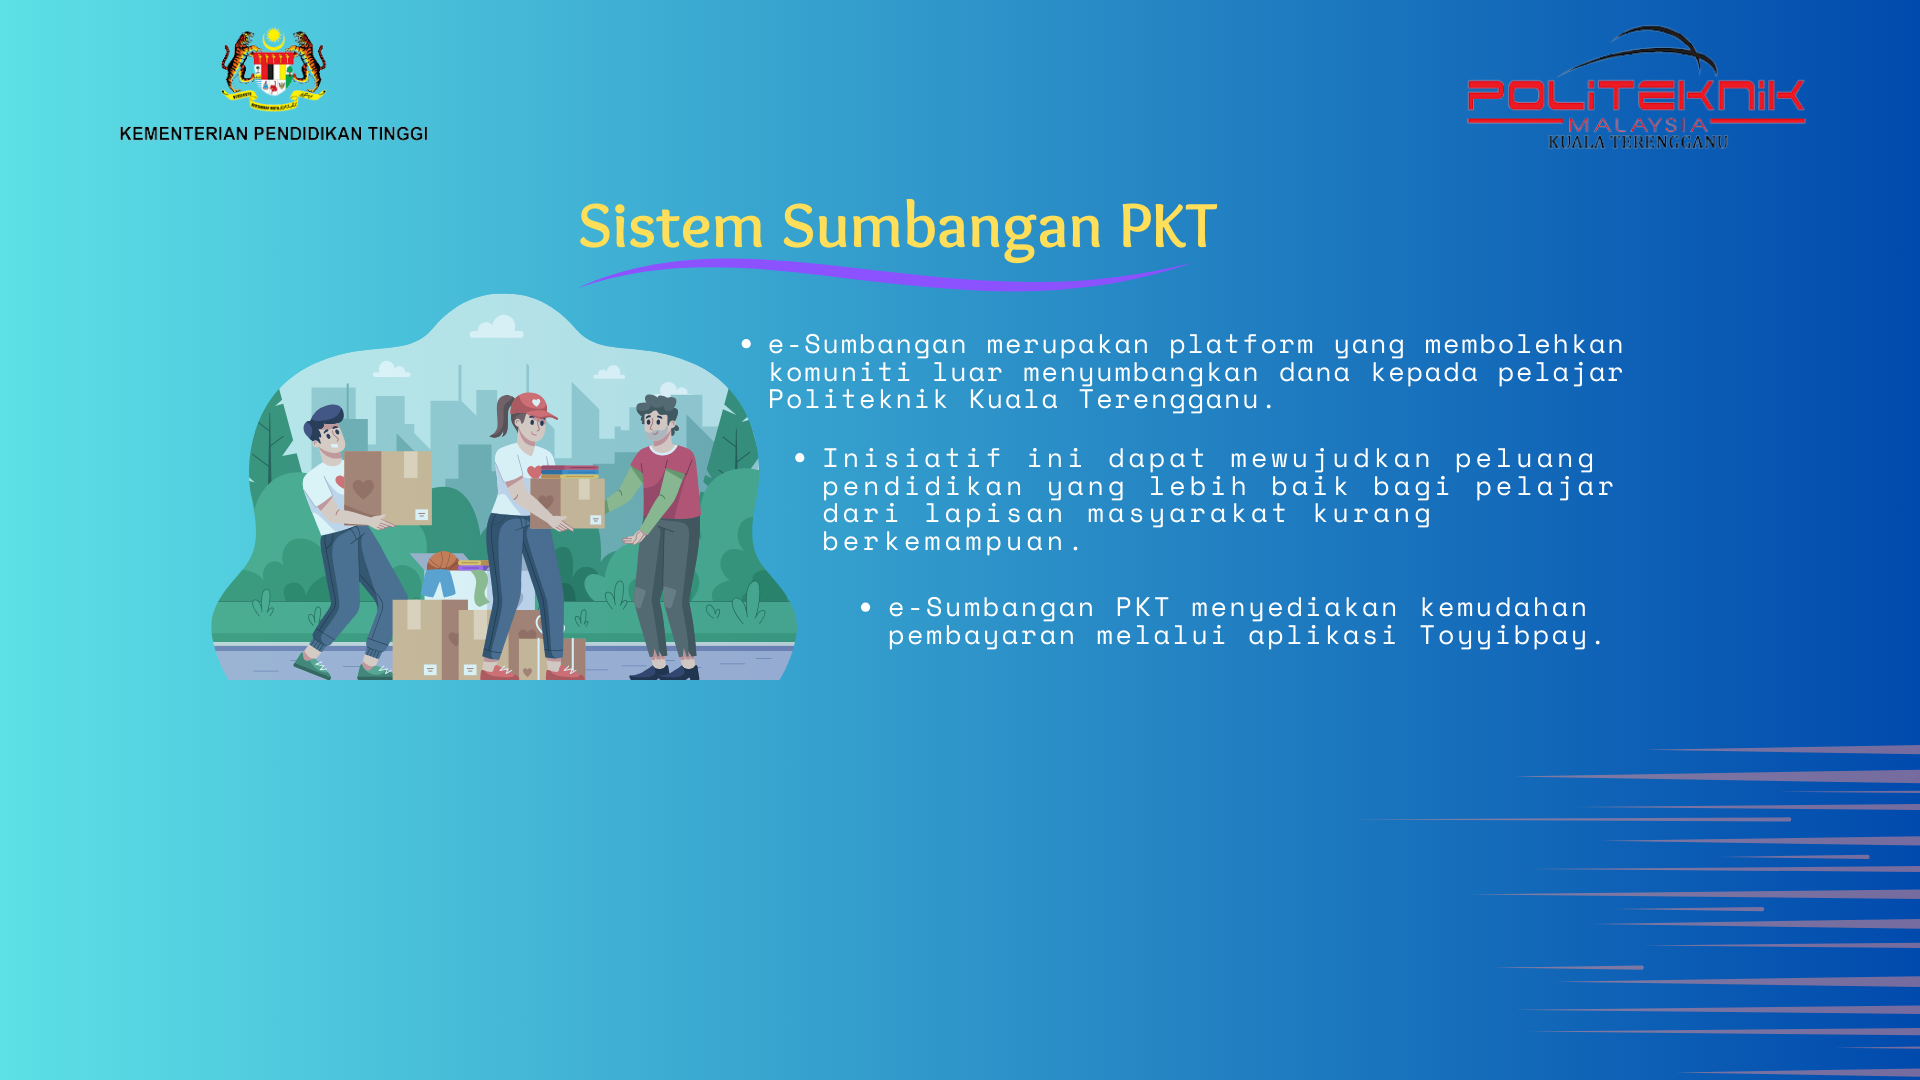 KEMENTERIAN PENDIDIKAN TINGGI
POLITEKNIK
MALAYSIA
KUALA TERENGGANU
Sistem Sumbangan PKT
e-Sumbangan merupakan platform yang membolehkan
komuniti luar menyumbangkan dana kepada pelajar
Politeknik Kuala Terengganu.
Inisiatif ini dapat mewujudkan peluang
pendidikan yang lebih baik bagi pelajar
dari lapisan masyarakat kurang
berkemampuan.
e-Sumbangan PKT menyediakan kemudahan
pembayaran melalui aplikasi Toyyibpay.